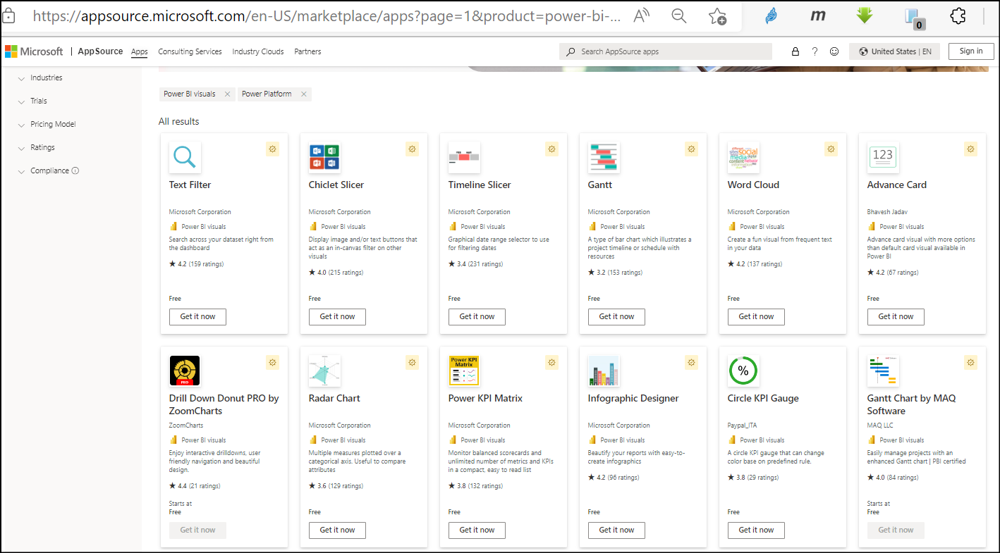 https://appsource.microsoft.com/en-US/marketplace/apps?page=1&product=power-bi-...
A
m
0
Microsoft | AppSource Apps Consulting Services Industry Clouds Partners
Search AppSource apps
?
United States | EN
Sign in
Industries
Trials
Pricing Model
Ratings
Compliance
Power BI visuals
Power Platform
All results
Text Filter
Microsoft Corporation
Power BI visuals
Search across your dataset right from
the dashboard
★ 4.2 (159 ratings)
Free
Get it now
Chiclet Slicer
Microsoft Corporation
Power BI visuals
Display image and/or text buttons that
act as an in-canvas filter on other
visuals
★ 4.0 (215 ratings)
Free
Get it now
Timeline Slicer
Microsoft Corporation
Power BI visuals
Graphical date range selector to use
for filtering dates
★ 3.4 (231 ratings)
Free
Get it now
Gantt
Microsoft Corporation
Power BI visuals
A type of bar chart which illustrates a
project timeline or schedule with
resources
★ 3.2 (153 ratings)
Free
Get it now
sites social
media digital
content
Word Cloud
Microsoft Corporation
Power BI visuals
Create a fun visual from frequent text
in your data
★ 4.2 (137 ratings)
Free
Get it now
123
Advance Card
Bhavesh Jadav
Power BI visuals
Advance card visual with more options
than default card visual available in
Power BI
★ 4.2 (67 ratings)
Free
Get it now
PRO
Drill Down Donut PRO by
ZoomCharts
ZoomCharts
Power BI visuals
Enjoy interactive drilldowns, user
friendly navigation and beautiful
design.
★ 4.4 (21 ratings)
Starts at
Free
Get it now
Radar Chart
Microsoft Corporation
Power BI visuals
Multiple measures plotted over a
categorical axis. Useful to compare
attributes
★ 3.6 (129 ratings)
Free
Get it now
Power KPI
Matrix
Power KPI Matrix
Microsoft Corporation
Power BI visuals
Monitor balanced scorecards and
unlimited number of metrics and KPIs
in a compact, easy to read list
★ 3.8 (132 ratings)
Free
Get it now
Infographic Designer
Microsoft Corporation
Power BI visuals
Beautify your reports with easy-to-
create infographics
★ 4.2 (96 ratings)
Free
Get it now
%
Circle KPI Gauge
Paypal_ITA
Power BI visuals
A circle KPI gauge that can change
color base on predefined rule.
★ 3.8 (29 ratings)
Free
Get it now
Gantt Chart by MAQ
Software
MAQ LLC
Power BI visuals
Easily manage projects with an
enhanced Gantt chart | PBI certified
★ 4.0 (84 ratings)
Starts at
Free
Get it now